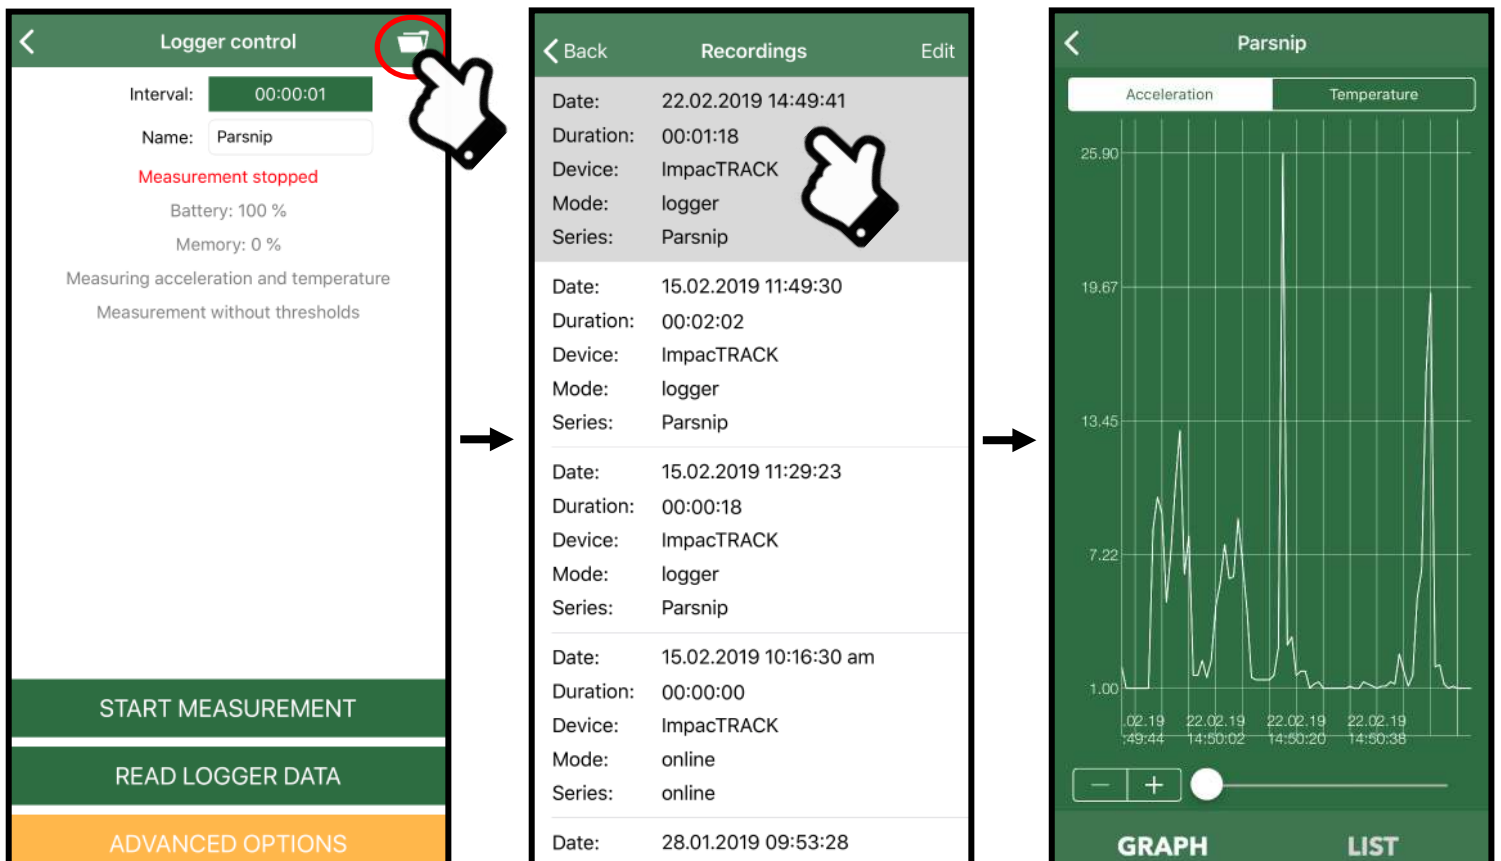 Logger control
Interval: 00:00:01
Name: Parsnip
Measurement stopped
Battery: 100 %
Memory: 0 %
Measuring acceleration and temperature
Measurement without thresholds
START MEASUREMENT
READ LOGGER DATA
ADVANCED OPTIONS
Back Recordings Edit
Date: 22.02.2019 14:49:41
Duration: 00:01:18
Device: ImpacTRACK
Mode: logger
Series: Parsnip
Date: 15.02.2019 11:49:30
Duration: 00:02:02
Device: ImpacTRACK
Mode: logger
Series: Parsnip
Date: 15.02.2019 11:29:23
Duration: 00:00:18
Device: ImpacTRACK
Mode: logger
Series: Parsnip
Date: 15.02.2019 10:16:30 am
Duration: 00:00:00
Device: ImpacTRACK
Mode: online
Series: online
Date: 28.01.2019 09:53:28
Parsnip
Acceleration Temperature
25.90
19.67
13.45
7.22
1.00
.02.19 22.02.19 22.02.19 22.02.19
:49:44 14:50:02 14:50:20 14:50:38
− +
GRAPH LIST